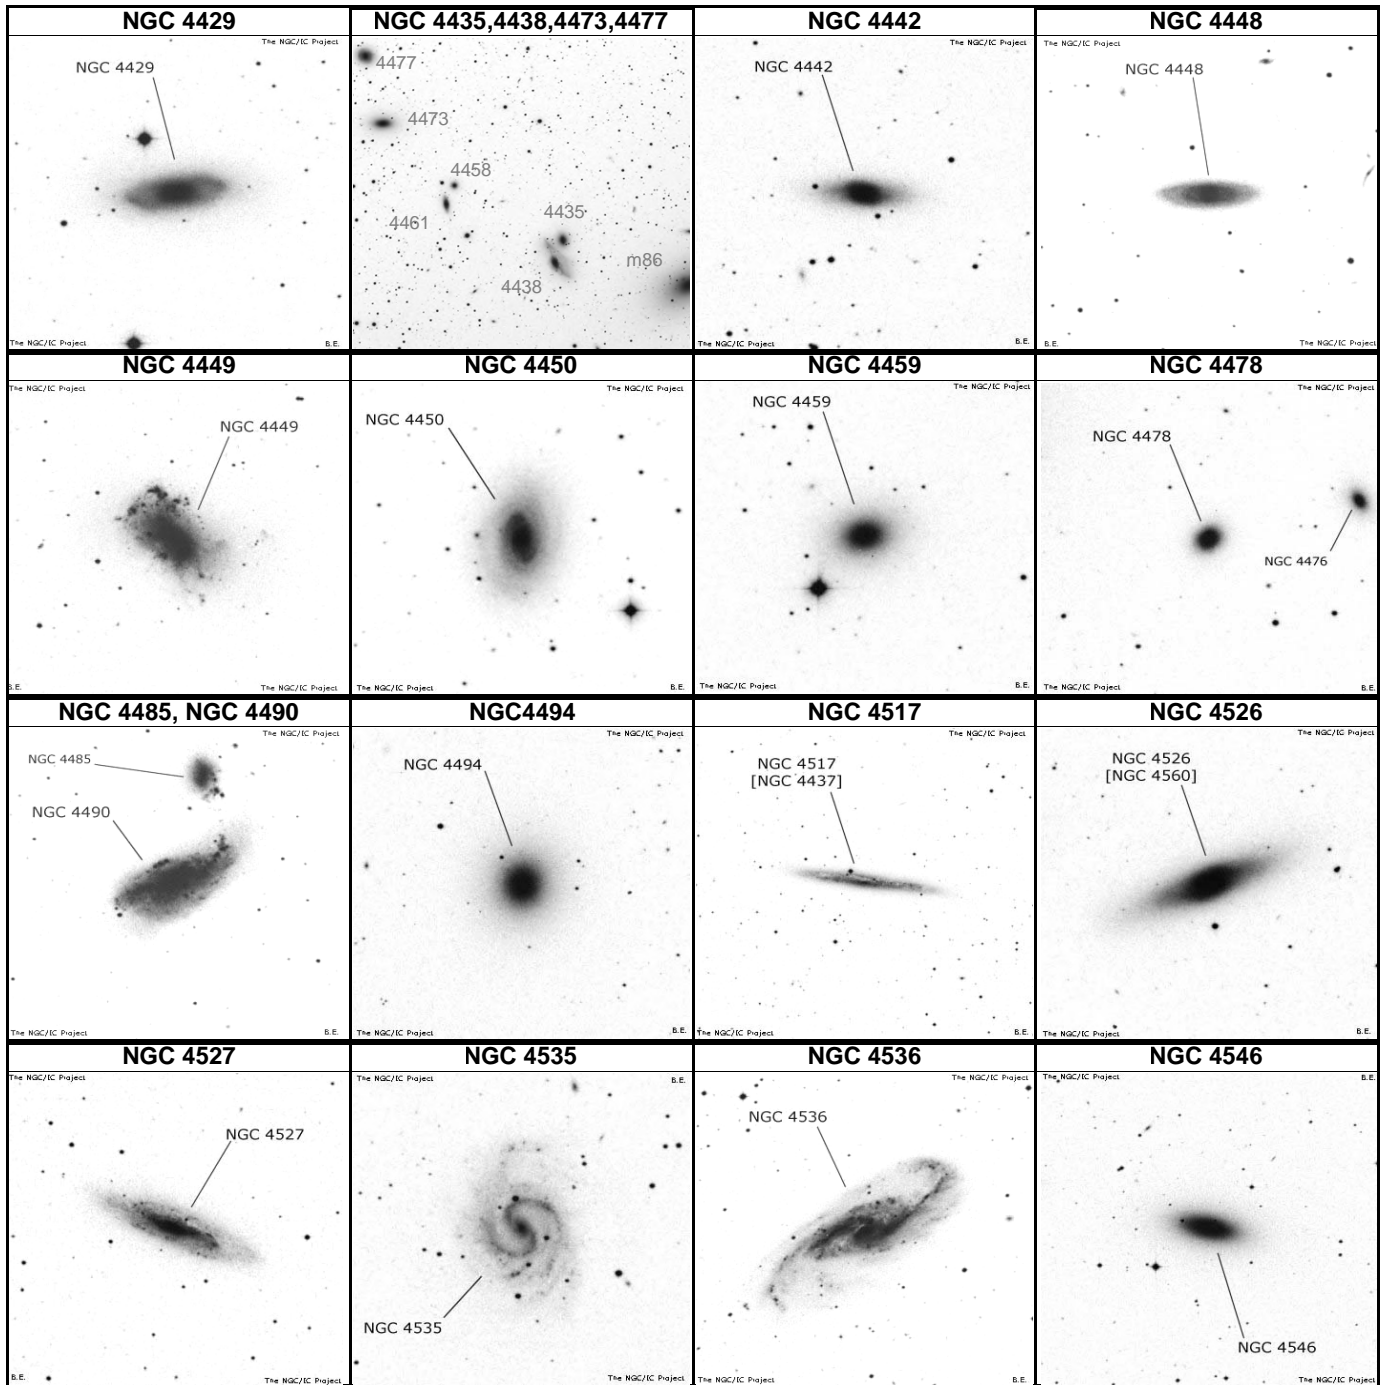 NGC 4429
The NGC/IC Project
NGC 4429
The NGC/IC Project
B.E.
NGC 4435,4438,4473,4477
4477
4473
4458
4461
4435
m86
4438
NGC 4442
The NGC/IC Project
NGC 4442
The NGC/IC Project
B.E.
NGC 4448
The NGC/IC Project
NGC 4448
B.E.
The NGC/IC Project
NGC 4449
The NGC/IC Project
NGC 4449
B.E.
The NGC/IC Project
NGC 4450
The NGC/IC Project
NGC 4450
The NGC/IC Project
B.E.
NGC 4459
The NGC/IC Project
NGC 4459
The NGC/IC Project
B.E.
NGC 4478
The NGC/IC Project
NGC 4478
NGC 4476
The NGC/IC Project
B.E.
NGC 4485, NGC 4490
The NGC/IC Project
NGC 4485
NGC 4490
The NGC/IC Project
B.E.
NGC4494
The NGC/IC Project
NGC 4494
The NGC/IC Project
B.E.
NGC 4517
The NGC/IC Project
NGC 4517
[NGC 4437]
The NGC/IC Project
B.E.
NGC 4526
The NGC/IC Project
NGC 4526
[NGC 4560]
The NGC/IC Project
B.E.
NGC 4527
The NGC/IC Project
NGC 4527
B.E.
The NGC/IC Project
NGC 4535
The NGC/IC Project
B.E.
NGC 4535
The NGC/IC Project
NGC 4536
The NGC/IC Project
NGC 4536
The NGC/IC Project
B.E.
NGC 4546
The NGC/IC Project
B.E.
NGC 4546
The NGC/IC Project